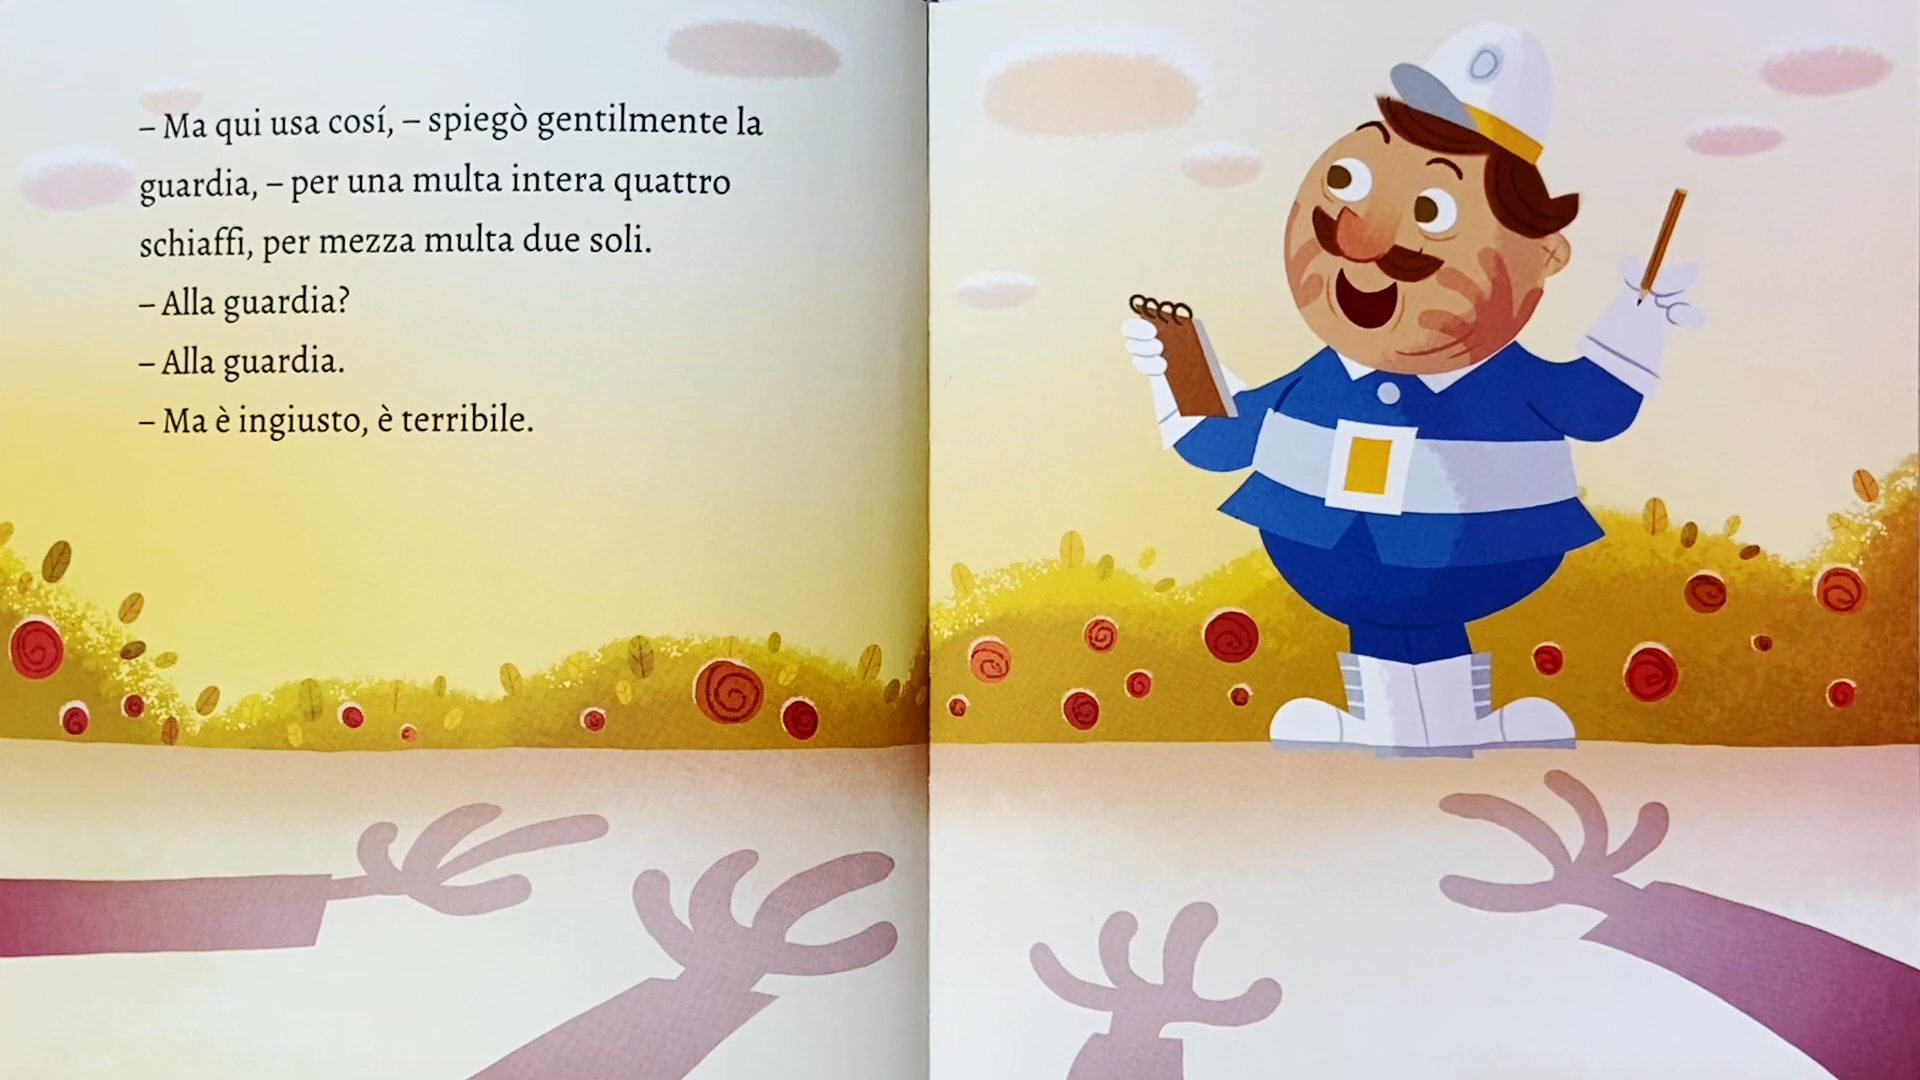 – Ma qui usa cosí, – spiegò gentilmente la
guardia, – per una multa intera quattro
schiaffi, per mezza multa due soli.
– Alla guardia?
– Alla guardia.
– Ma è ingiusto, è terribile.